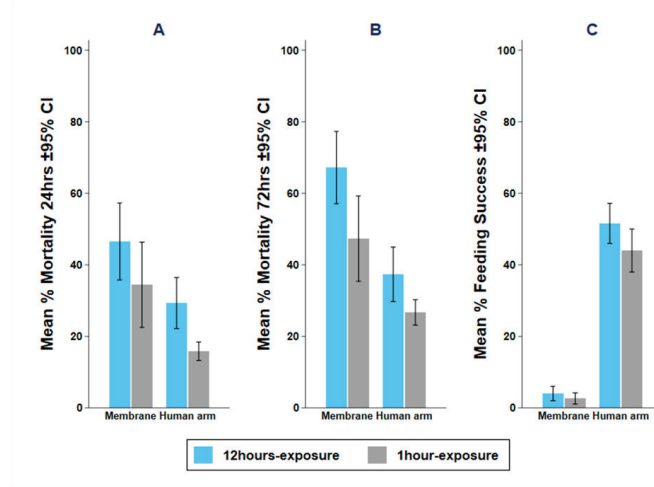 A
B
C
Mean % Mortality 24hrs ±95% CI
100
80
60
40
20
0
Membrane Human arm
Mean % Mortality 72hrs ±95% CI
100
80
60
40
20
0
Membrane Human arm
Mean % Feeding Success ±95% CI
100
80
60
40
20
0
Membrane Human arm
12hours-exposure
1hour-exposure